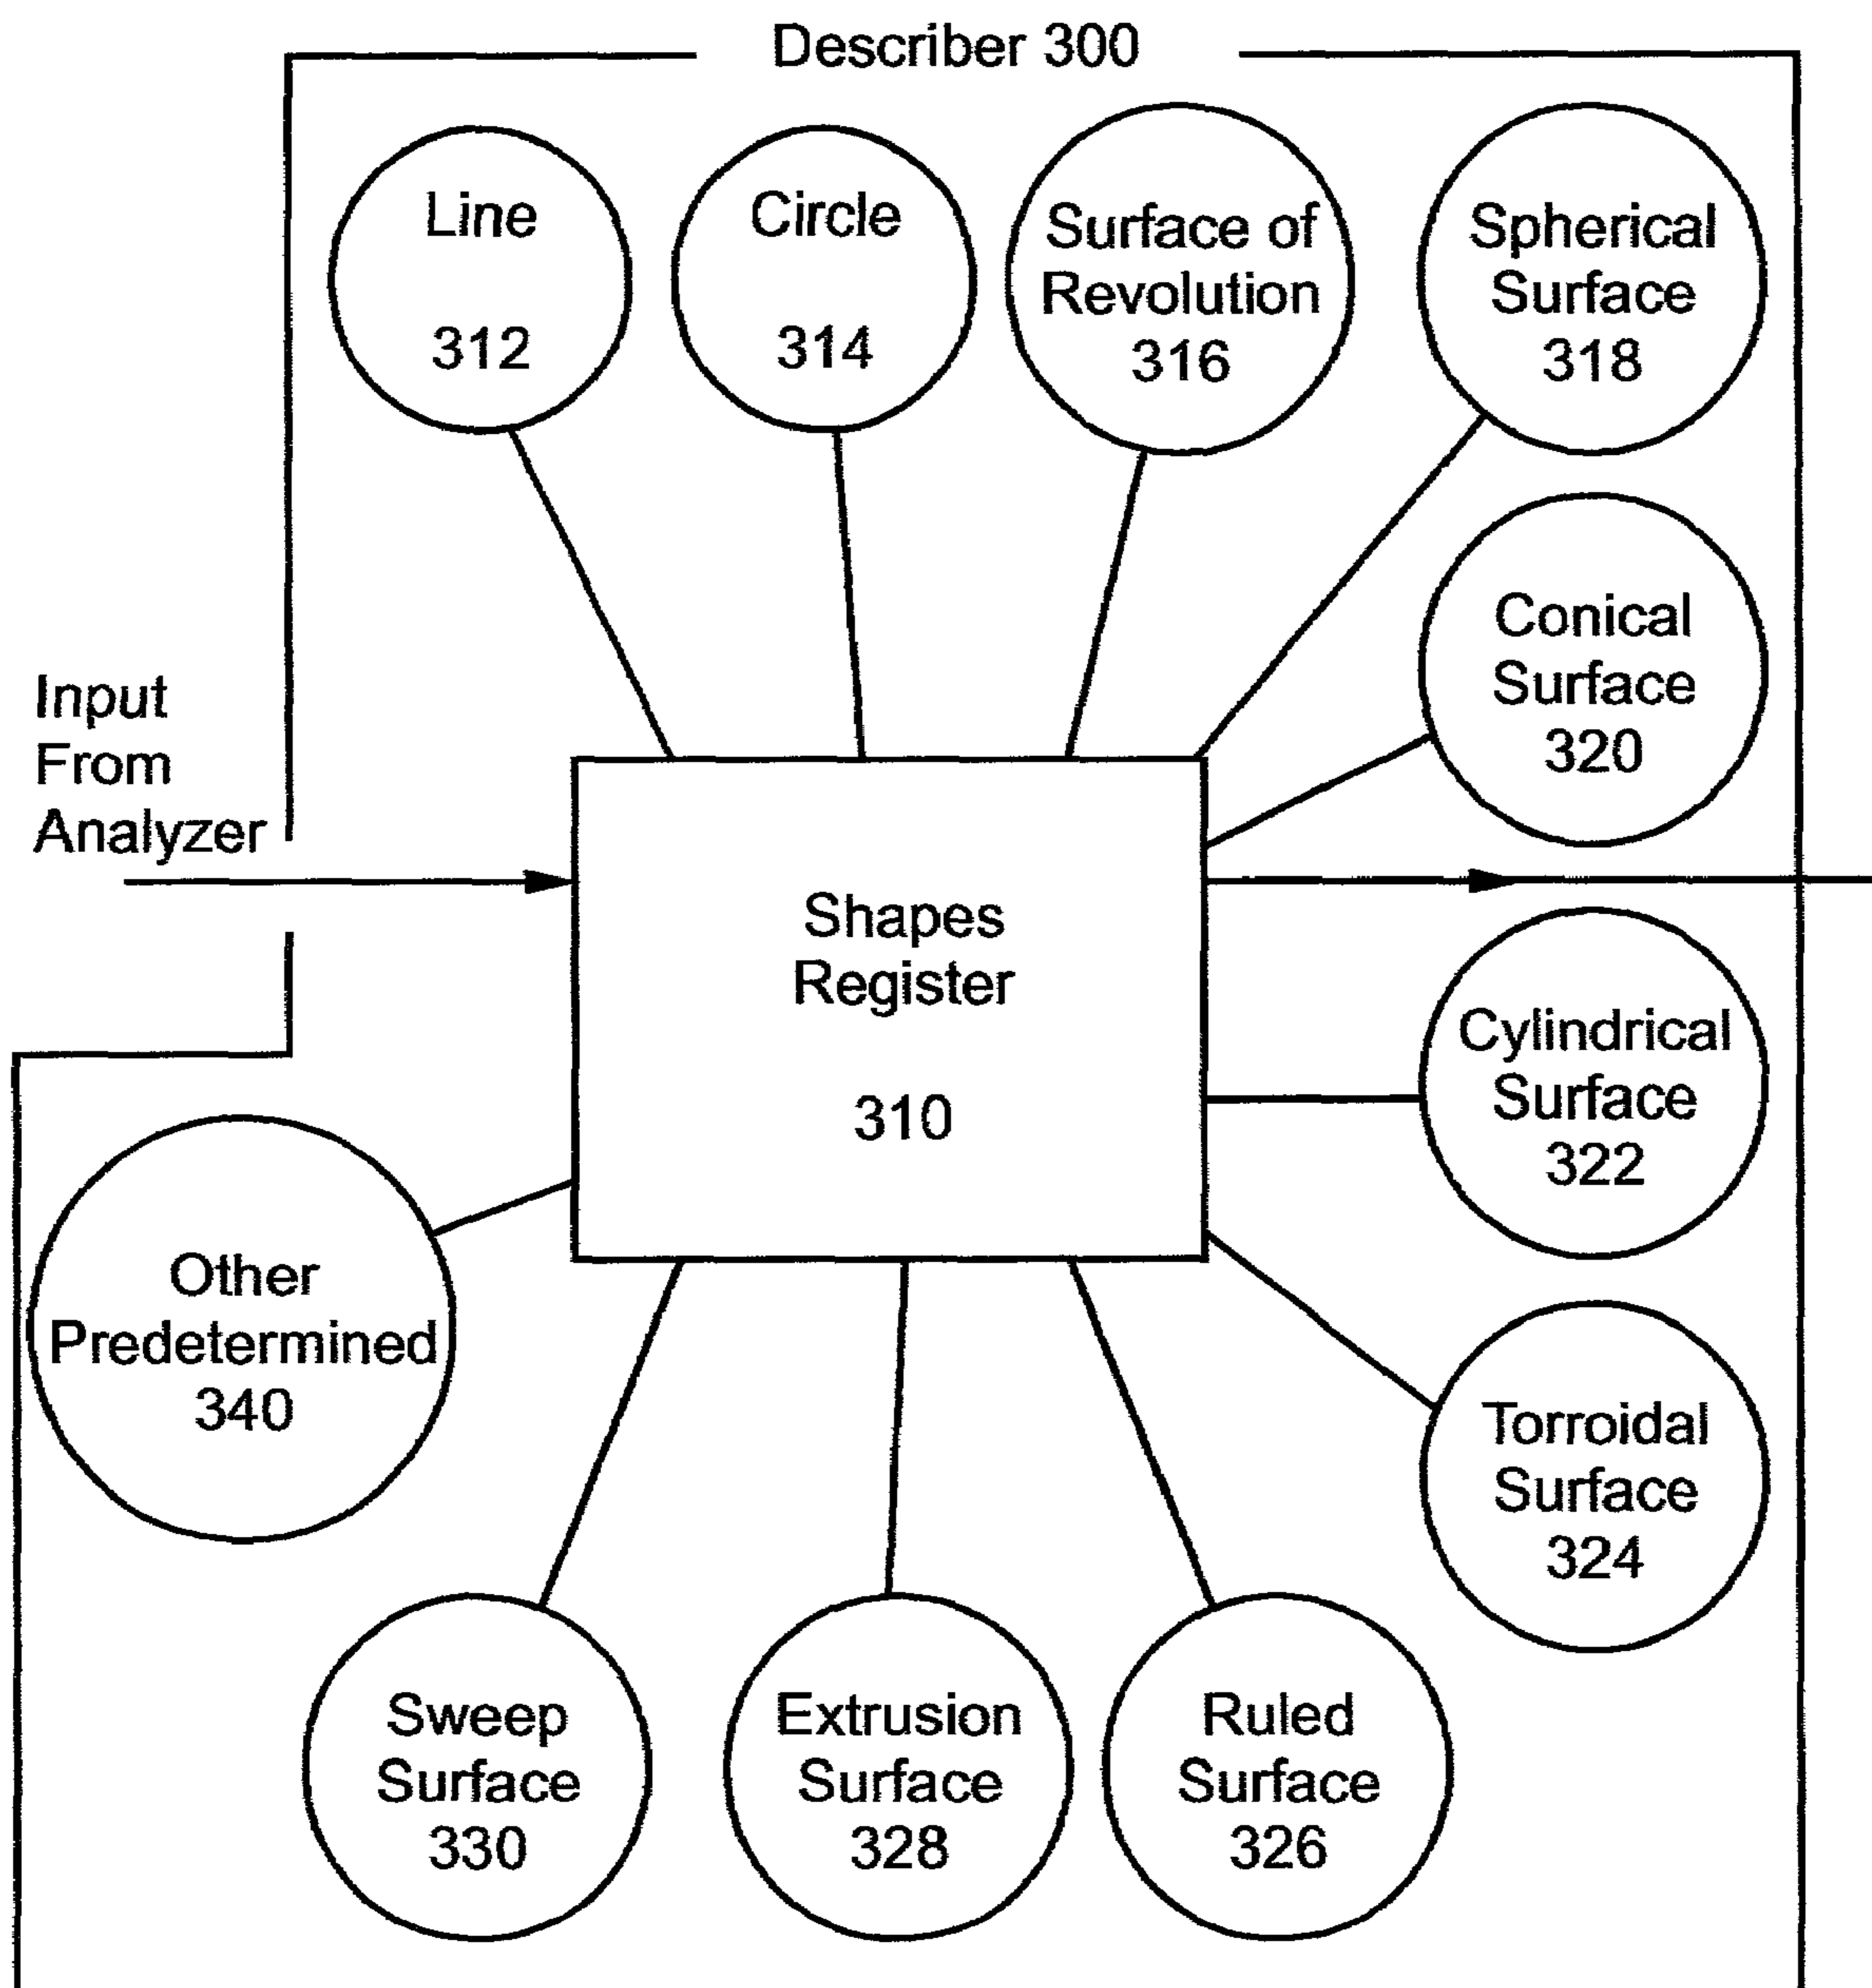 Describer 300
Line
312
Circle
314
Surface of
Revolution
316
Spherical
Surface
318
Conical
Surface
320
Input
From
Analyzer
Shapes
Register
310
Cylindrical
Surface
322
Other
Predetermined
340
Torroidal
Surface
324
Sweep
Surface
330
Extrusion
Surface
328
Ruled
Surface
326